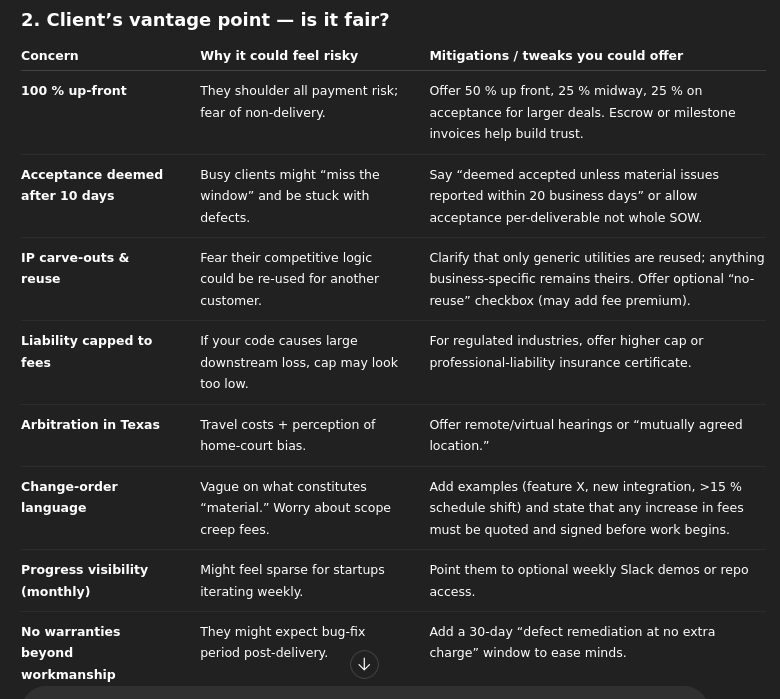 2. Client’s vantage point — is it fair?
Concern
Why it could feel risky
Mitigations / tweaks you could offer
100 % up-front
They shoulder all payment risk;
fear of non-delivery.
Offer 50 % up front, 25 % midway, 25 % on
acceptance for larger deals. Escrow or milestone
invoices help build trust.
Acceptance deemed
after 10 days
Busy clients might “miss the
window” and be stuck with
defects.
Say “deemed accepted unless material issues
reported within 20 business days” or allow
acceptance per-deliverable not whole SOW.
IP carve-outs &
reuse
Fear their competitive logic
could be re-used for another
customer.
Clarify that only generic utilities are reused; anything
business-specific remains theirs. Offer optional “no-
reuse” checkbox (may add fee premium).
Liability capped to
fees
If your code causes large
downstream loss, cap may look
too low.
For regulated industries, offer higher cap or
professional-liability insurance certificate.
Arbitration in Texas
Travel costs + perception of
home-court bias.
Offer remote/virtual hearings or “mutually agreed
location.”
Change-order
language
Vague on what constitutes
“material.” Worry about scope
creep fees.
Add examples (feature X, new integration, >15 %
schedule shift) and state that any increase in fees
must be quoted and signed before work begins.
Progress visibility
(monthly)
Might feel sparse for startups
iterating weekly.
Point them to optional weekly Slack demos or repo
access.
No warranties
beyond
workmanship
They might expect bug-fix
period post-delivery.
Add a 30-day “defect remediation at no extra
charge” window to ease minds.